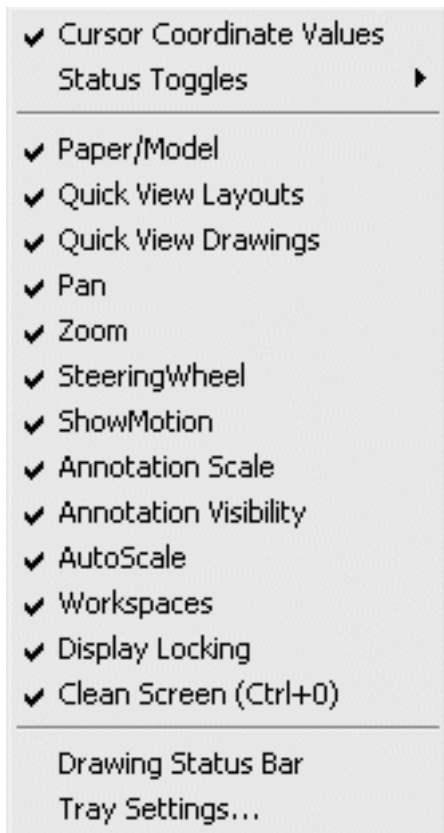 Cursor Coordinate Values
Status Toggles
Paper/Model
Quick View Layouts
Quick View Drawings
Pan
Zoom
SteeringWheel
ShowMotion
Annotation Scale
Annotation Visibility
AutoScale
Workspaces
Display Locking
Clean Screen (Ctrl+0)
Drawing Status Bar
Tray Settings...